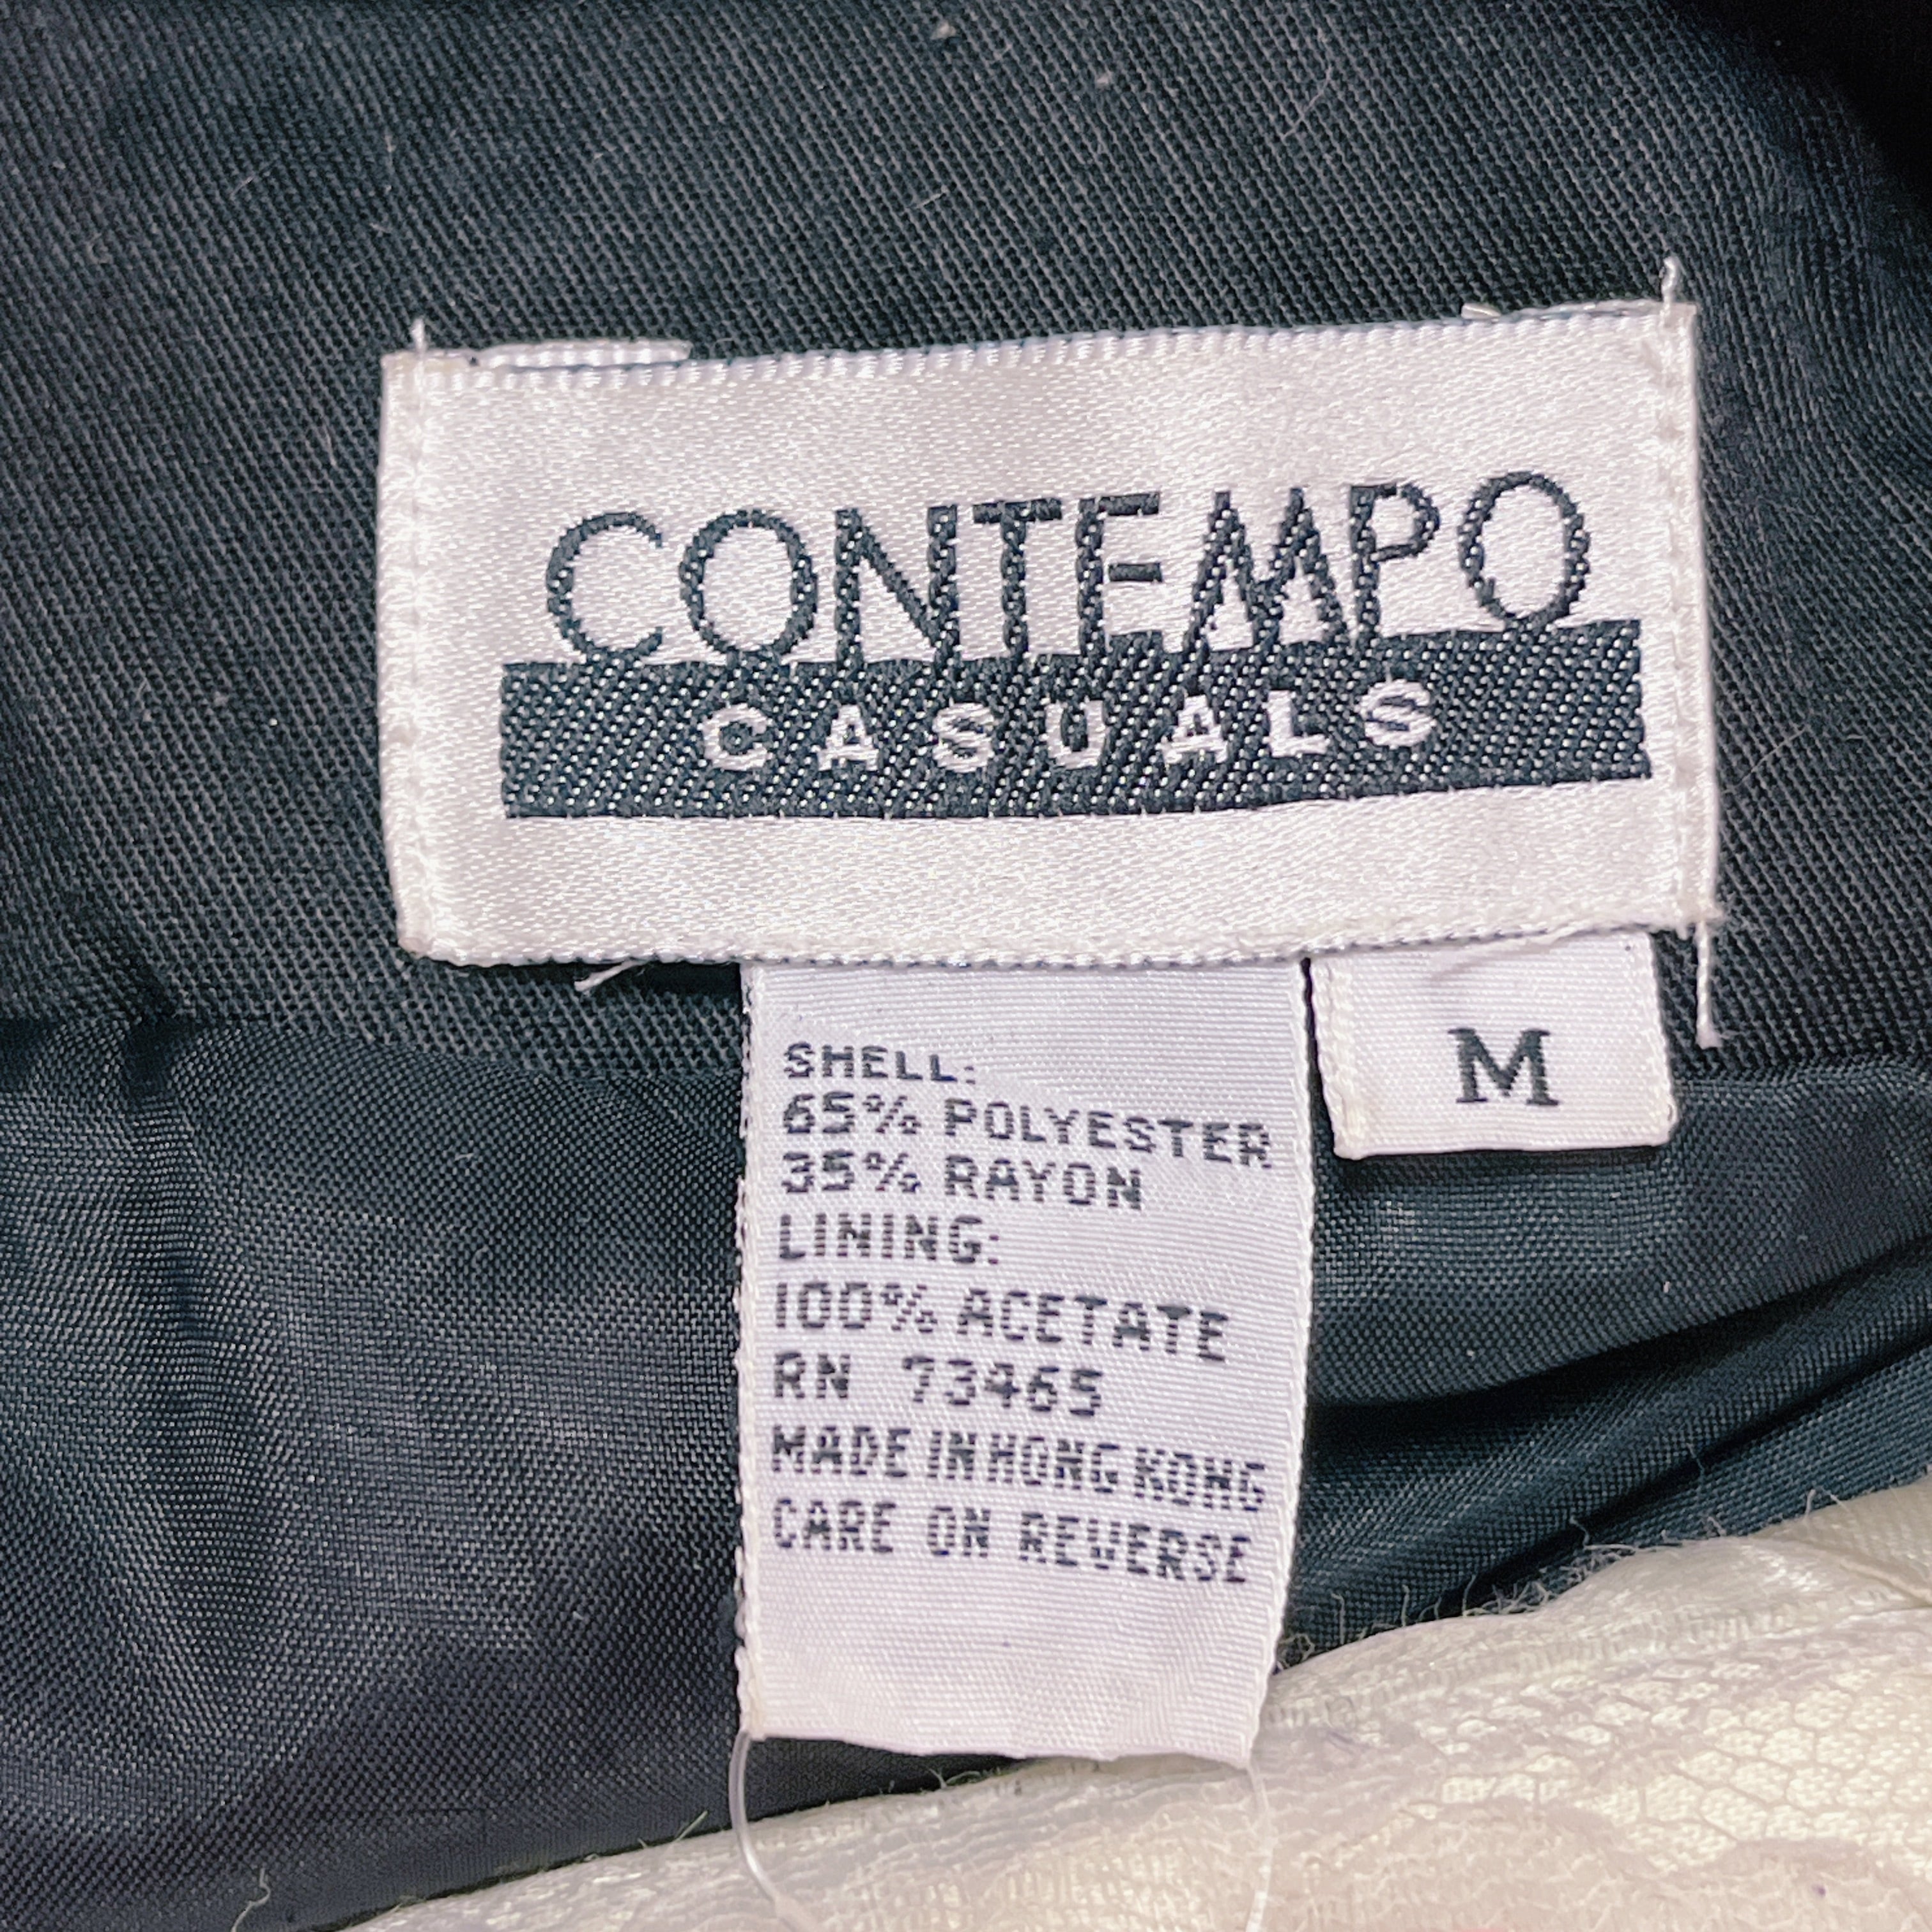 CONTEMPO
CASUALS
M
SHELL:
65% POLYESTER
35% RAYON
LINING:
100% ACETATE
RN 73465
MADE IN HONG KONG
CARE ON REVERSE